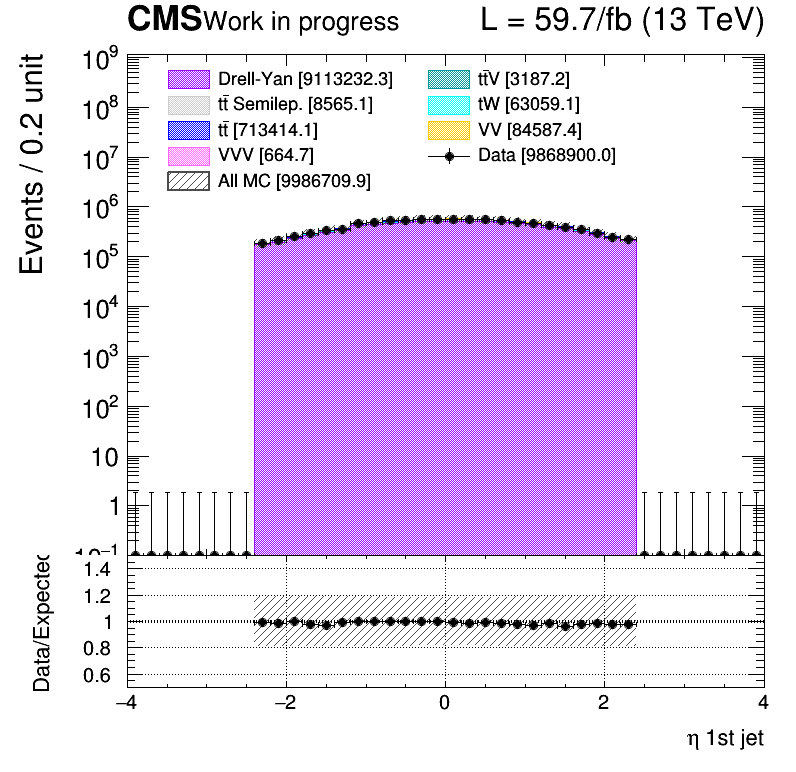 CMS Work in progress L = 59.7/fb (13 TeV)
Events / 0.2 unit
10⁹
10⁸
10⁷
10⁶
10⁵
10⁴
10³
10²
10
1
10⁻¹
Drell-Yan [9113232.3]
tt̄ Semilep. [8565.1]
tt̄ [713414.1]
VVV [664.7]
All MC [9986709.9]
tt̄V [3187.2]
tW [63059.1]
VV [84587.4]
Data [9868900.0]
Data/Expected
1.4
1.2
1
0.8
0.6
−4 −2 0 2 4
η 1st jet